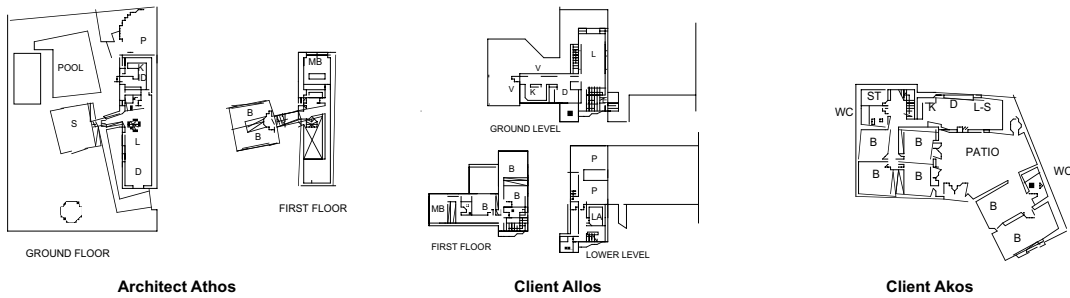 P
POOL
K
D
S
L
D
GROUND FLOOR
MB
B
B
FIRST FLOOR
Architect Athos
L
V
V
K
D
GROUND LEVEL
B
B
MB
B
FIRST FLOOR
P
P
LA
LOWER LEVEL
Client Allos
ST
WC
K
D
L-S
B
B
PATIO
B
B
WC
B
B
Client Akos